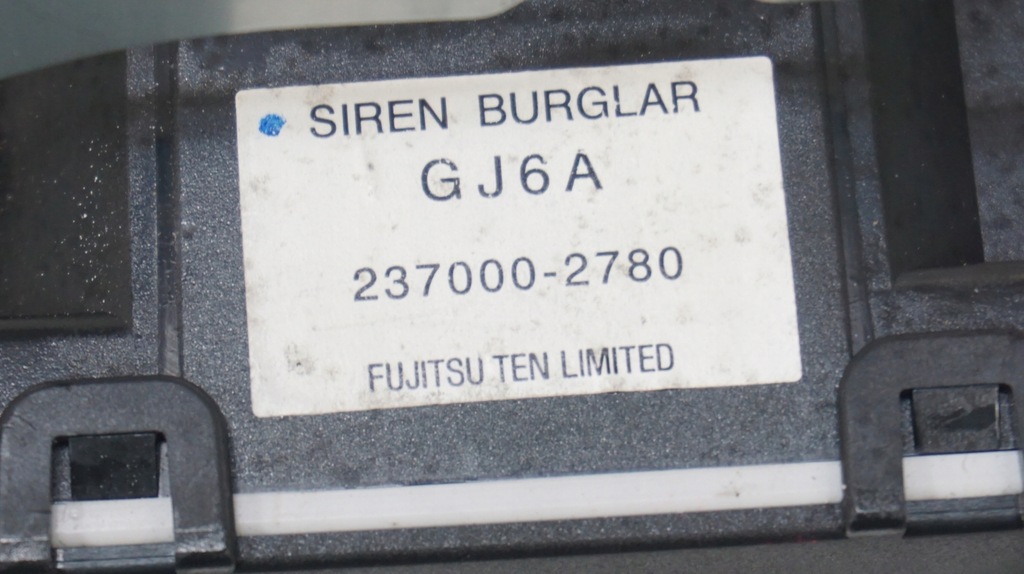 SIREN BURGLAR
GJ6A
237000-2780
FUJITSU TEN LIMITED